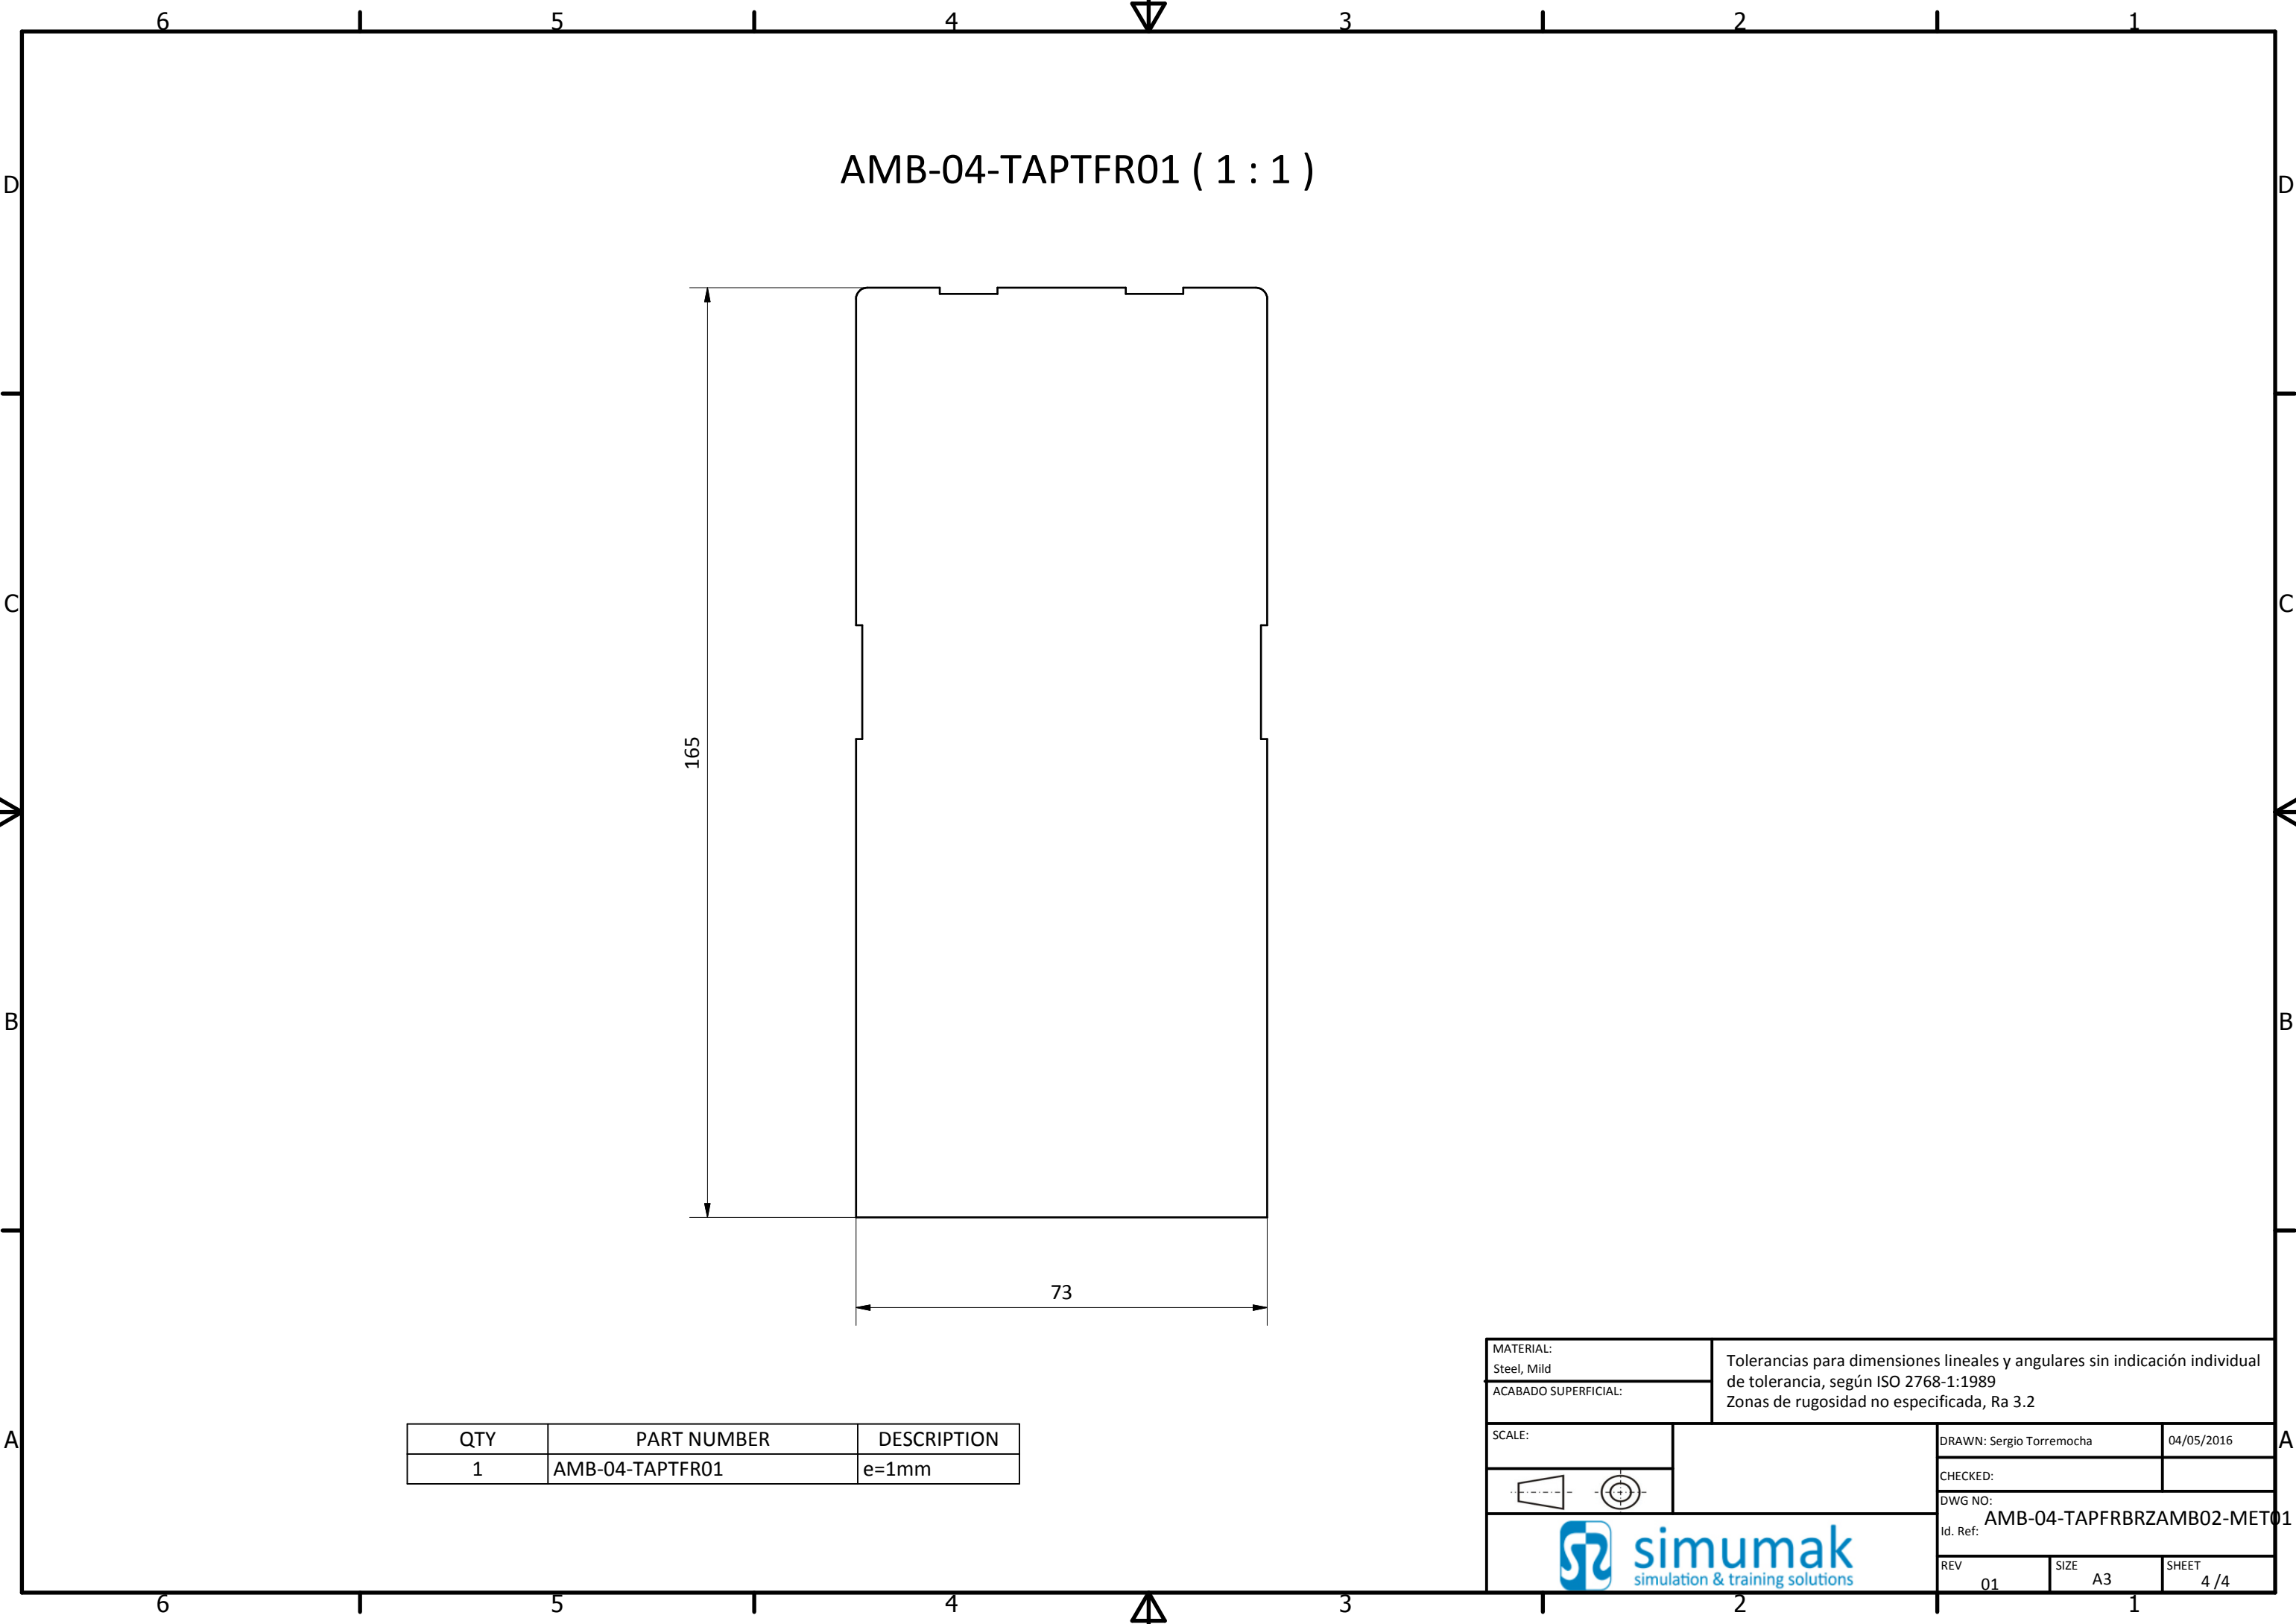 6 5 4 3 2 1
AMB-04-TAPTFR01 ( 1 : 1 )
D D
C C
165
B B
73
MATERIAL:
Steel, Mild
ACABADO SUPERFICIAL:
Tolerancias para dimensiones lineales y angulares sin indicación individual
de tolerancia, según ISO 2768-1:1989
Zonas de rugosidad no especificada, Ra 3.2
A A
QTY PART NUMBER DESCRIPTION
1 AMB-04-TAPTFR01 e=1mm
SCALE:
DRAWN: Sergio Torremocha 04/05/2016
CHECKED:
DWG NO:
AMB-04-TAPFRBRZAMB02-MET01
Id. Ref:
simumak
simulation & training solutions
REV 01
SIZE A3
SHEET 4 /4
6 5 4 3 2 1